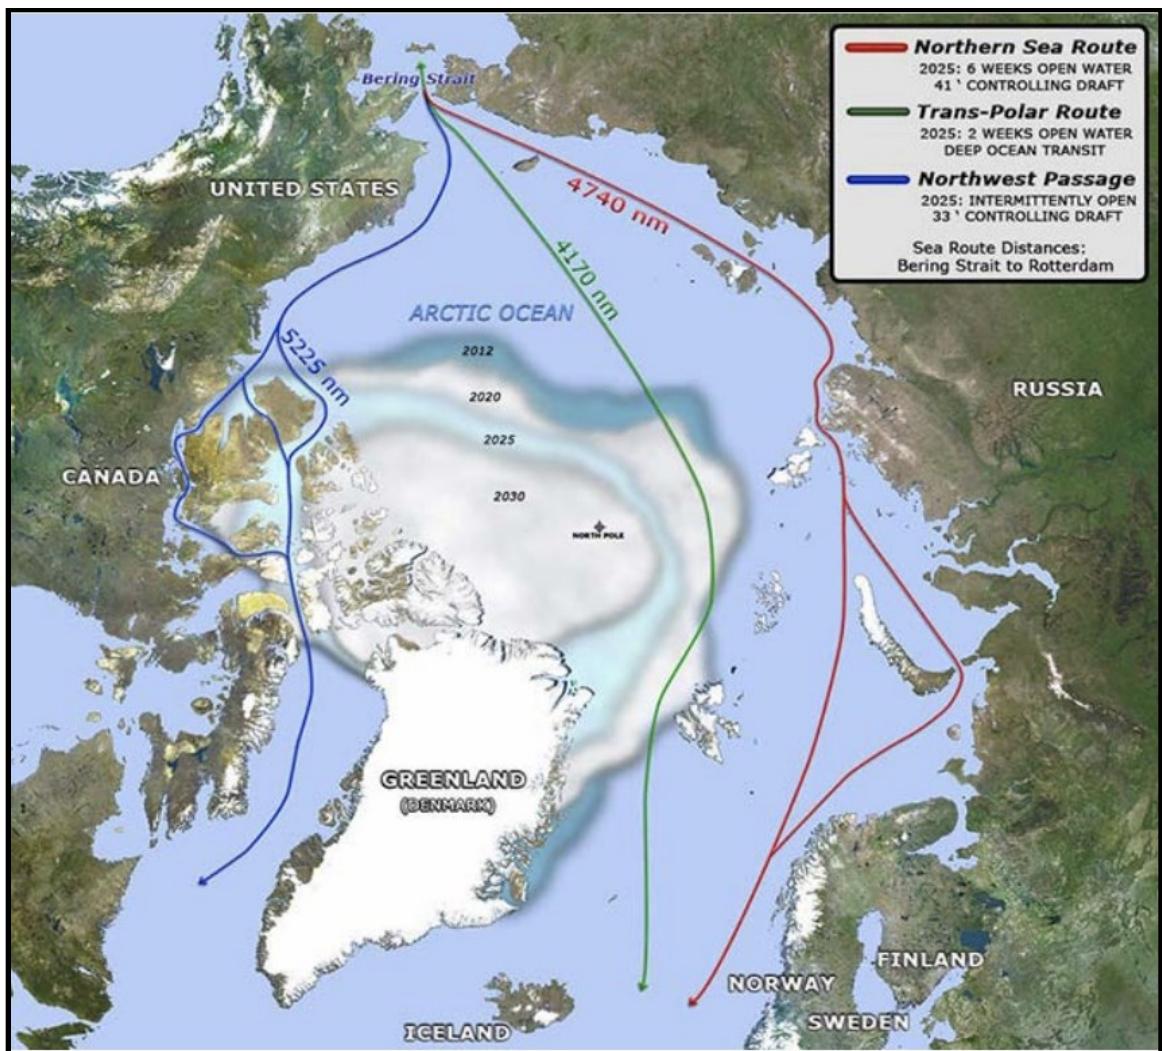 Bering Strait
Northern Sea Route
2025: 6 WEEKS OPEN WATER
41 ' CONTROLLING DRAFT
Trans-Polar Route
2025: 2 WEEKS OPEN WATER
DEEP OCEAN TRANSIT
Northwest Passage
2025: INTERMITTENTLY OPEN
33 ' CONTROLLING DRAFT
Sea Route Distances:
Bering Strait to Rotterdam
UNITED STATES
4740 nm
4170 nm
ARCTIC OCEAN
5225 nm
2012
2020
RUSSIA
2025
CANADA
2030
NORTH POLE
GREENLAND
(DENMARK)
FINLAND
NORWAY
SWEDEN
ICELAND